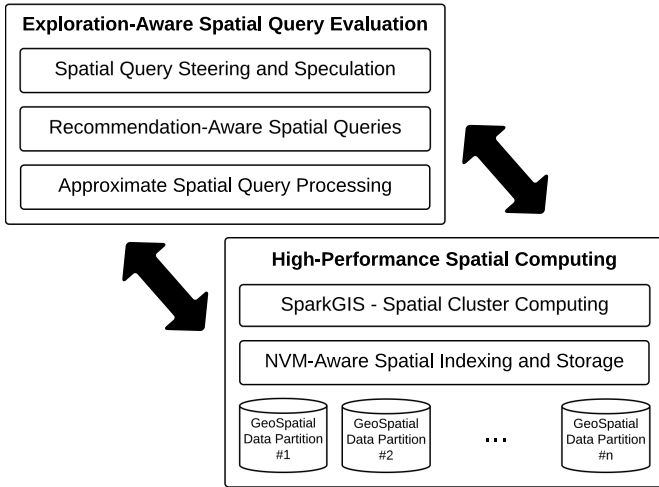 Exploration-Aware Spatial Query Evaluation
Spatial Query Steering and Speculation
Recommendation-Aware Spatial Queries
Approximate Spatial Query Processing
High-Performance Spatial Computing
SparkGIS - Spatial Cluster Computing
NVM-Aware Spatial Indexing and Storage
GeoSpatial
Data Partition
#1
GeoSpatial
Data Partition
#2
...
GeoSpatial
Data Partition
#n